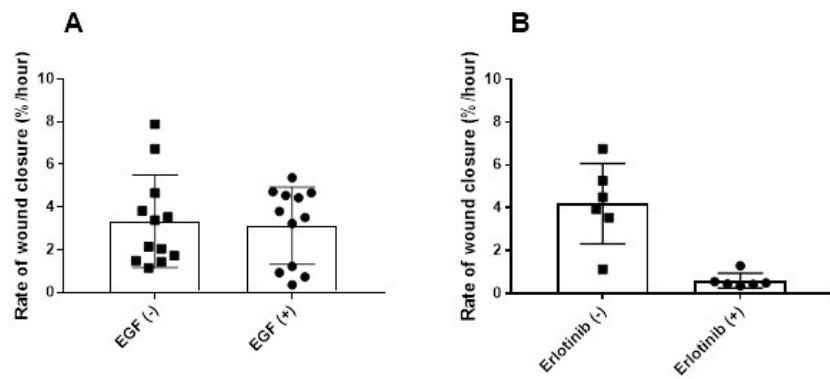 A
Rate of wound closure (% /hour)
10
8
6
4
2
0
EGF (-)
EGF (+)
B
Rate of wound closure (% /hour)
10
8
6
4
2
0
Erlotinib (-)
Erlotinib (+)